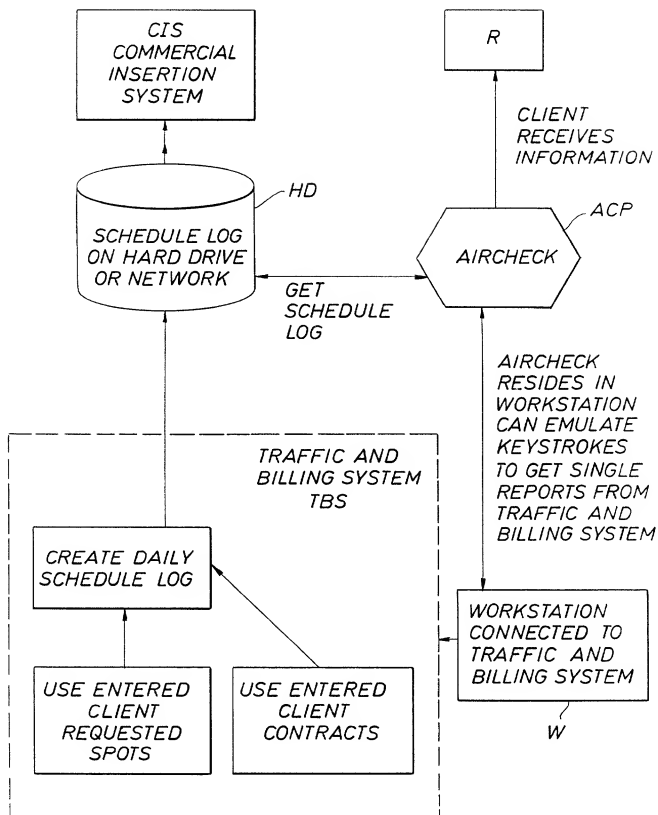 CIS
COMMERCIAL
INSERTION
SYSTEM
R
CLIENT
RECEIVES
INFORMATION
HD
SCHEDULE LOG
ON HARD DRIVE
OR NETWORK
ACP
AIRCHECK
GET
SCHEDULE
LOG
AIRCHECK
RESIDES IN
WORKSTATION
CAN EMULATE
KEYSTROKES
TO GET SINGLE
REPORTS FROM
TRAFFIC AND
BILLING SYSTEM
TRAFFIC AND
BILLING SYSTEM
TBS
CREATE DAILY
SCHEDULE LOG
USE ENTERED
CLIENT
REQUESTED
SPOTS
USE ENTERED
CLIENT
CONTRACTS
WORKSTATION
CONNECTED TO
TRAFFIC AND
BILLING SYSTEM
W